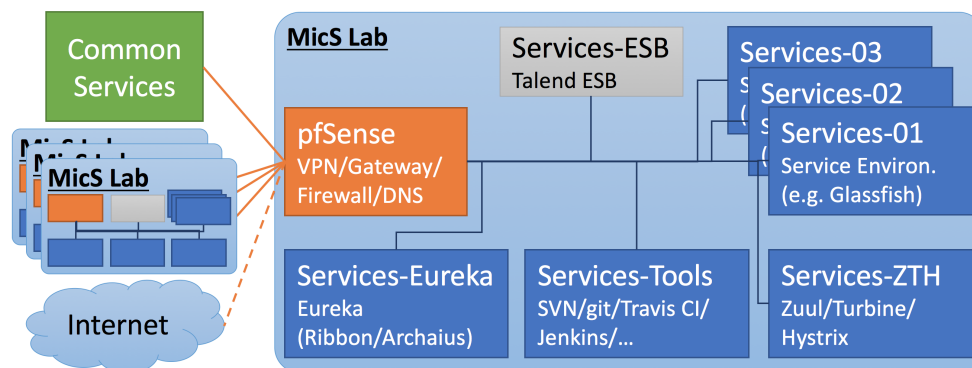 Common
Services
MicS Lab
MicS Lab
Internet
MicS Lab
Services-ESB
Talend ESB
pfSense
VPN/Gateway/
Firewall/DNS
Services-03
Services-02
Services-01
Service Environ.
(e.g. Glassfish)
Services-Eureka
Eureka
(Ribbon/Archaius)
Services-Tools
SVN/git/Travis CI/
Jenkins/...
Services-ZTH
Zuul/Turbine/
Hystrix